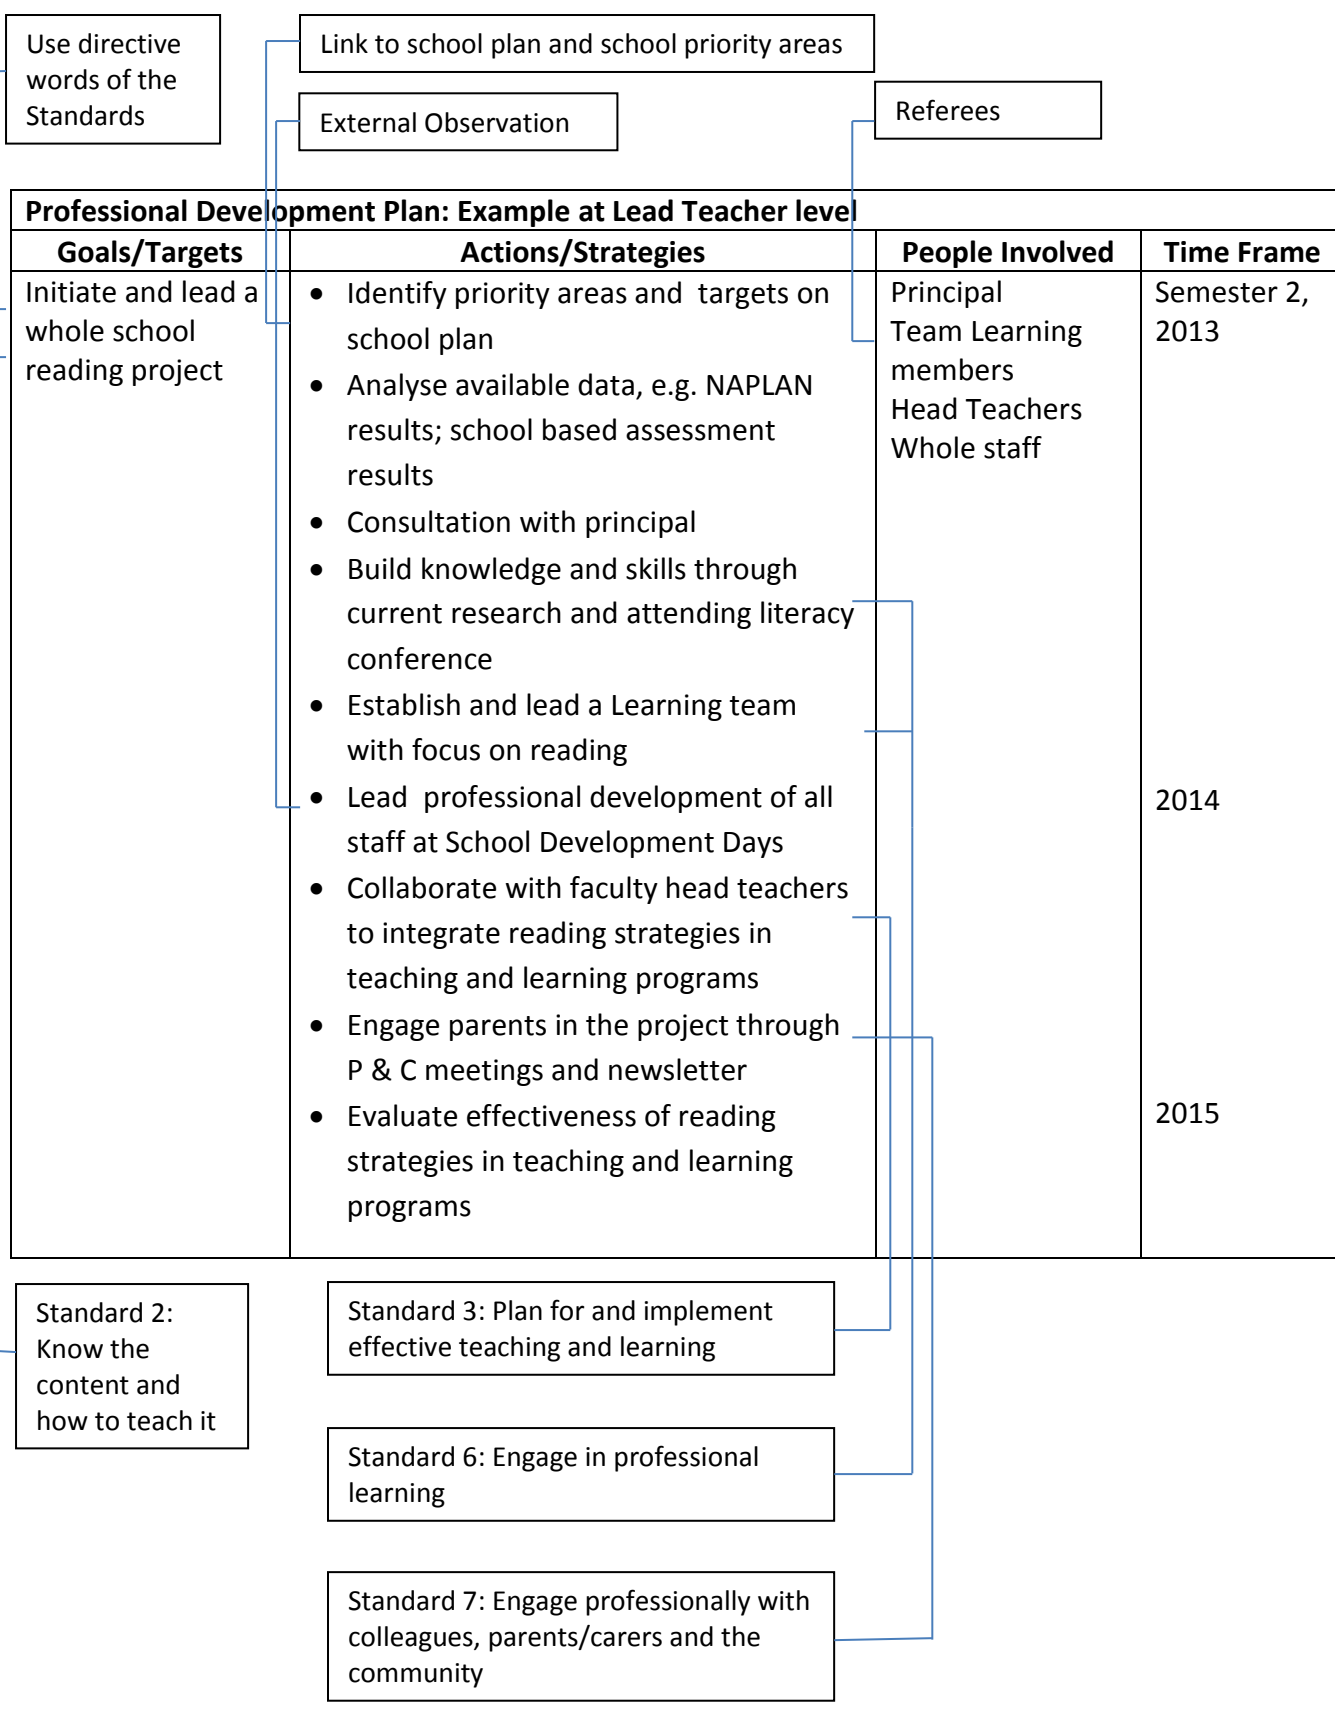 Use directive
words of the
Standards
Link to school plan and school priority areas
External Observation
Referees
Professional Development Plan: Example at Lead Teacher level
Goals/Targets
Actions/Strategies
People Involved
Time Frame
Initiate and lead a
whole school
reading project
• Identify priority areas and targets on
school plan
• Analyse available data, e.g. NAPLAN
results; school based assessment
results
• Consultation with principal
• Build knowledge and skills through
current research and attending literacy
conference
• Establish and lead a Learning team
with focus on reading
• Lead professional development of all
staff at School Development Days
• Collaborate with faculty head teachers
to integrate reading strategies in
teaching and learning programs
• Engage parents in the project through
P & C meetings and newsletter
• Evaluate effectiveness of reading
strategies in teaching and learning
programs
Principal
Team Learning
members
Head Teachers
Whole staff
Semester 2,
2013
2014
2015
Standard 2:
Know the
content and
how to teach it
Standard 3: Plan for and implement
effective teaching and learning
Standard 6: Engage in professional
learning
Standard 7: Engage professionally with
colleagues, parents/carers and the
community